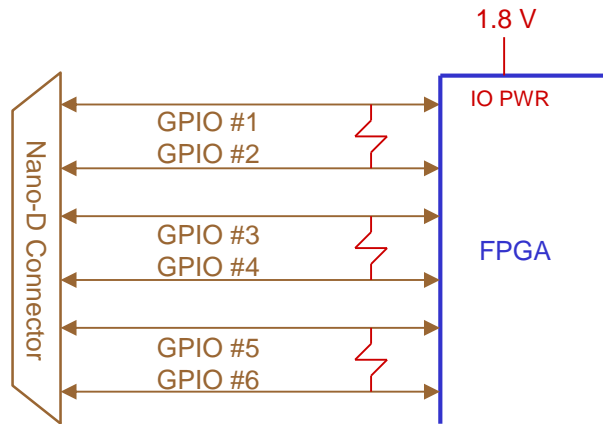 1.8 V
IO PWR
GPIO #1
GPIO #2
GPIO #3
GPIO #4
GPIO #5
GPIO #6
Nano-D Connector
FPGA